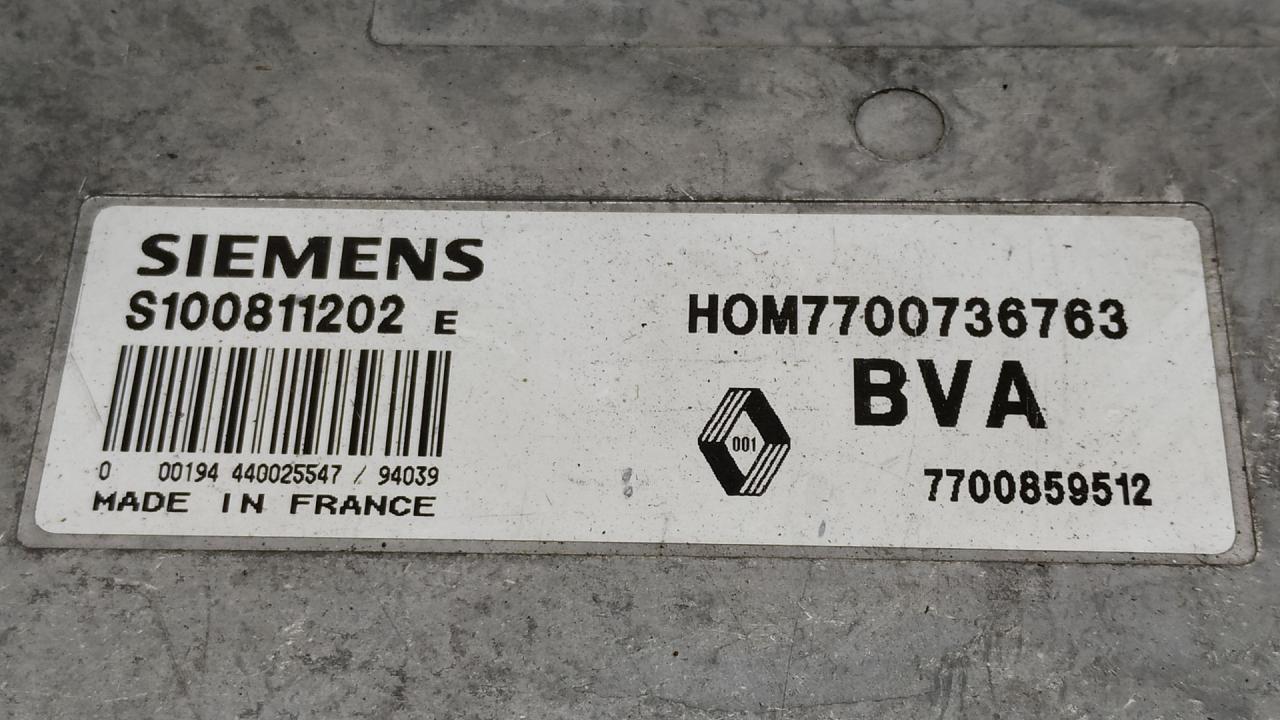 SIEMENS
S100811202 E
0 00194 440025547 / 94039
MADE IN FRANCE
HOM7700736763
BVA
001
7700859512